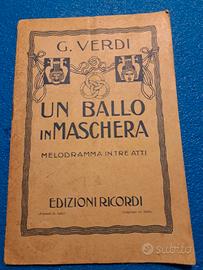 G. VERDI
UN BALLO
IN MASCHERA
MELODRAMMA IN TRE ATTI
EDIZIONI RICORDI
subito